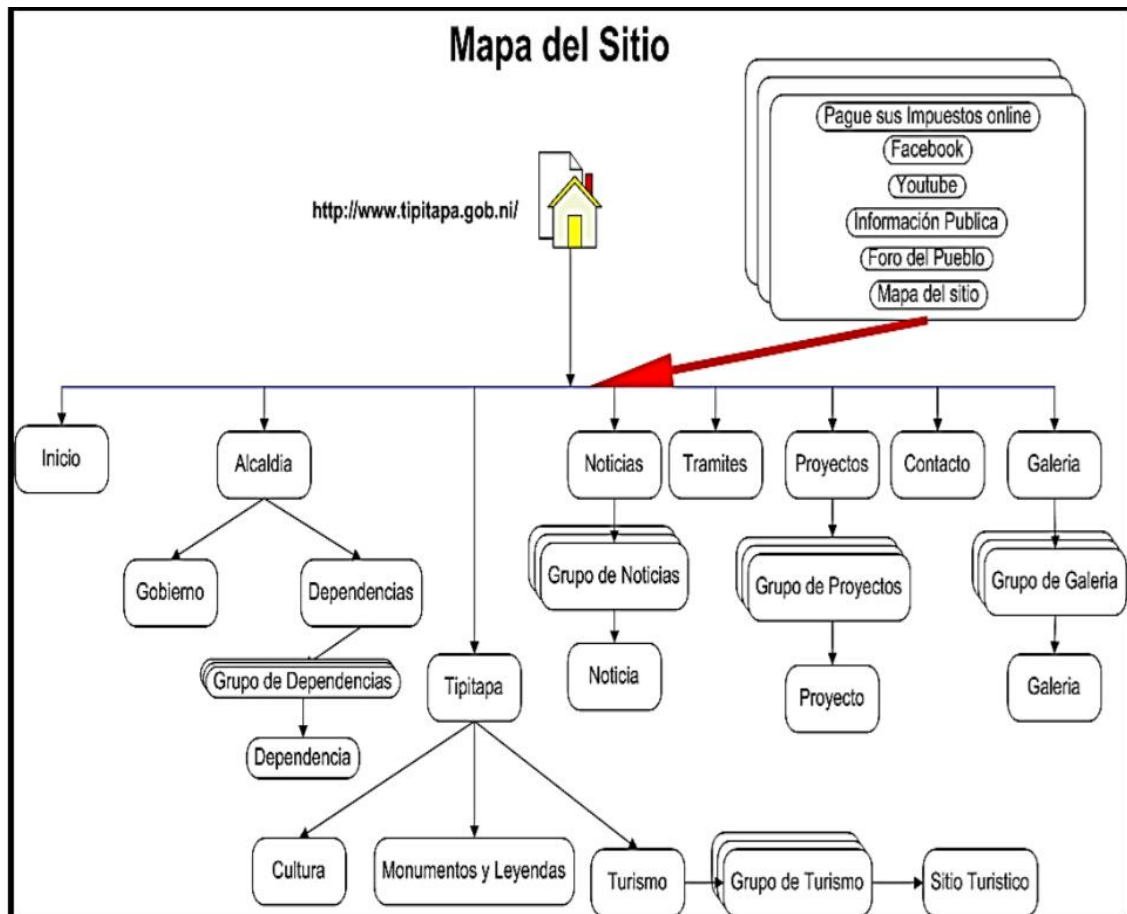 Mapa del Sitio
http://www.tipitapa.gob.ni/
Pague sus Impuestos online
Facebook
Youtube
Información Publica
Foro del Pueblo
Mapa del sitio
Inicio
Alcaldia
Noticias
Tramites
Proyectos
Contacto
Galeria
Gobierno
Dependencias
Grupo de Noticias
Grupo de Proyectos
Grupo de Galeria
Grupo de Dependencias
Tipitapa
Noticia
Proyecto
Galeria
Dependencia
Cultura
Monumentos y Leyendas
Turismo
Grupo de Turismo
Sitio Turistico